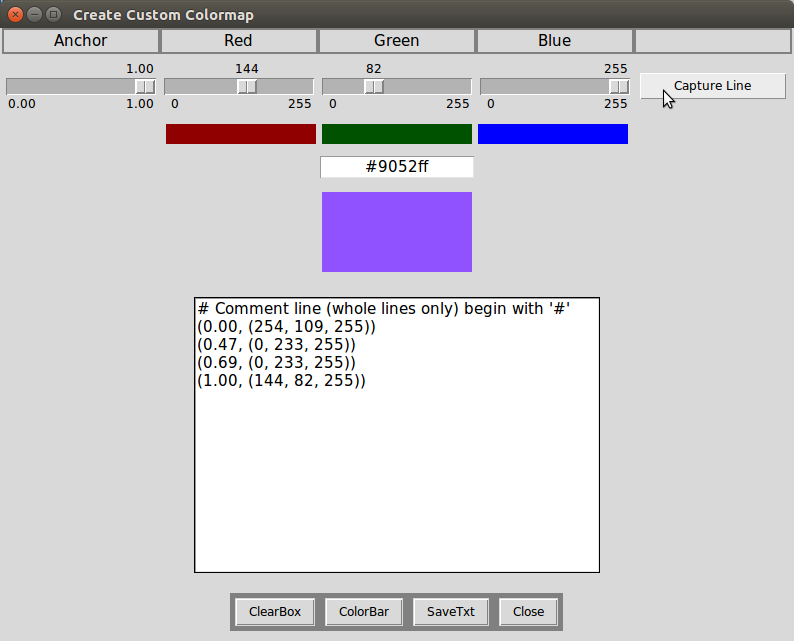 Create Custom Colormap
Anchor Red Green Blue
1.00 144 82 255
Capture Line
0.00 1.00 0 255 0 255 0 255
#9052ff
# Comment line (whole lines only) begin with '#'
(0.00, (254, 109, 255))
(0.47, (0, 233, 255))
(0.69, (0, 233, 255))
(1.00, (144, 82, 255))
ClearBox ColorBar SaveTxt Close